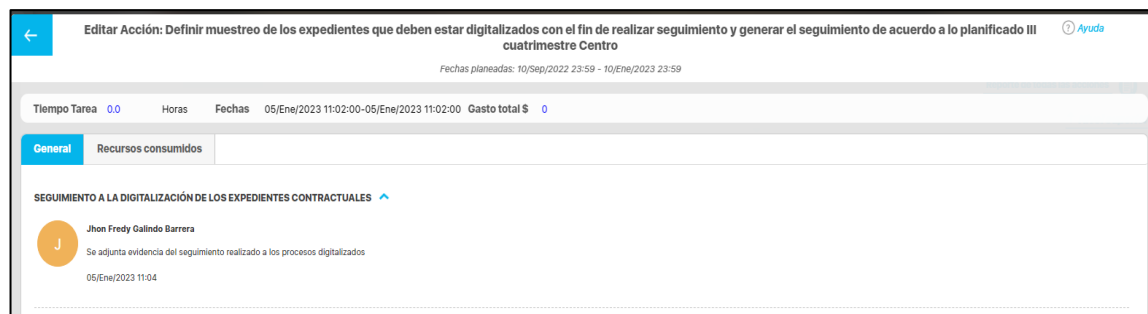 Editar Acción: Definir muestreo de los expedientes que deben estar digitalizados con el fin de realizar seguimiento y generar el seguimiento de acuerdo a lo planificado III
cuatrimestre Centro
? Ayuda
Fechas planeadas: 10/Sep/2022 23:59 - 10/Ene/2023 23:59
Tiempo Tarea 0.0 Horas Fechas 05/Ene/2023 11:02:00-05/Ene/2023 11:02:00 Gasto total $ 0
General Recursos consumidos
SEGUIMIENTO A LA DIGITALIZACIÓN DE LOS EXPEDIENTES CONTRACTUALES
J
Jhon Fredy Galindo Barrera
Se adjunta evidencia del seguimiento realizado a los procesos digitalizados
05/Ene/2023 11:04